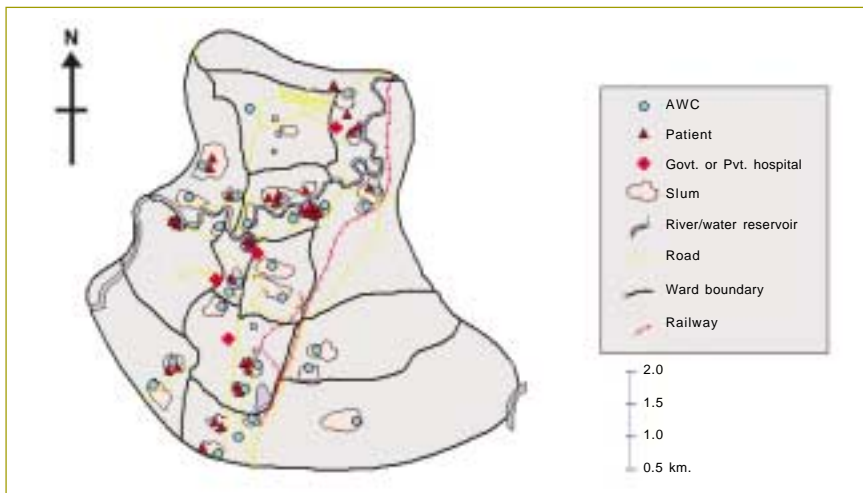 N
AWC
Patient
Govt. or Pvt. hospital
Slum
River/water reservoir
Road
Ward boundary
Railway
2.0
1.5
1.0
0.5 km.